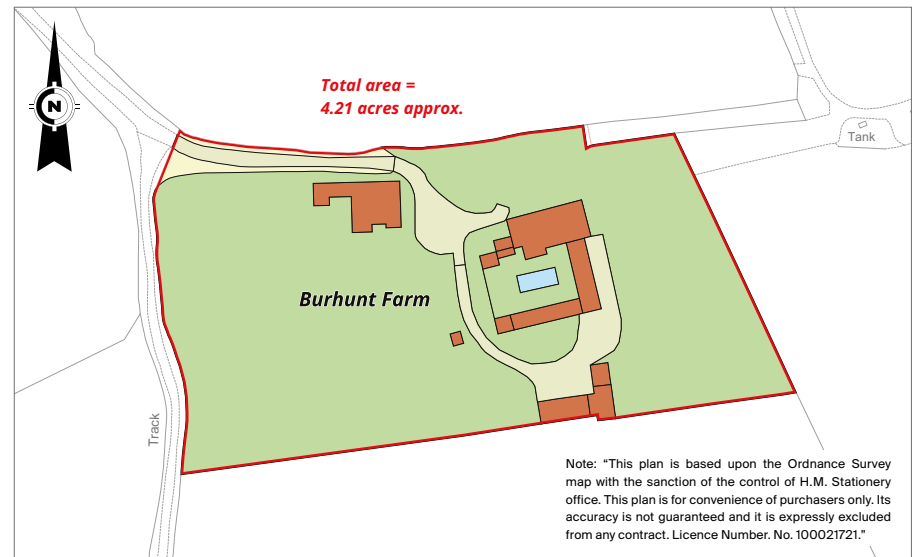 N
Total area =
4.21 acres approx.
Tank
Burhunt Farm
Track
Note: “This plan is based upon the Ordnance Survey
map with the sanction of the control of H.M. Stationery
office. This plan is for convenience of purchasers only. Its
accuracy is not guaranteed and it is expressly excluded
from any contract. Licence Number. No. 100021721.”